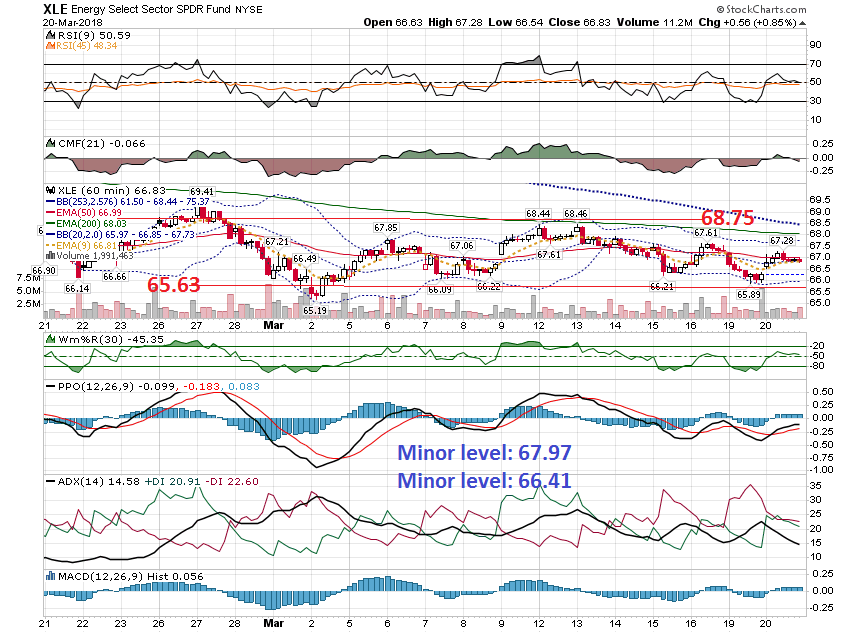 XLE Energy Select Sector SPDR Fund NYSE
© StockCharts.com
20-Mar-2018
Open 66.63 High 67.28 Low 66.54 Close 66.83 Volume 11.2M Chg +0.56 (+0.85%)
RSI(9) 50.59
RSI(45) 48.34
90
70
50
30
10
CMF(21) -0.066
0.25
0.00
-0.25
XLE (60 min) 66.83
BB(253,2.576) 61.50 - 68.44 - 75.37
EMA(50) 66.99
EMA(200) 68.03
BB(20,2.0) 65.97 - 66.85 - 67.73
EMA(9) 66.81
Volume 1,991,463
69.41
67.21
66.49
67.85
67.06
68.44
68.46
67.61
68.75
67.61
67.28
66.90
66.14
66.66
65.63
65.19
66.09
66.22
66.21
65.89
7.5M
5.0M
2.5M
69.5
69.0
68.5
68.0
67.5
67.0
66.5
66.0
65.5
65.0
21 22 23 26 27 28 Mar 2 5 6 7 8 9 12 13 14 15 16 19 20
Wm%R(30) -45.35
-20
-50
-80
PPO(12,26,9) -0.099, -0.183, 0.083
0.50
0.25
0.00
-0.25
-0.50
-0.75
-1.00
Minor level: 67.97
Minor level: 66.41
ADX(14) 14.58 +DI 20.91 -DI 22.60
35
30
25
20
15
10
MACD(12,26,9) Hist 0.056
0.25
0.00
-0.25
21 22 23 26 27 28 Mar 2 5 6 7 8 9 12 13 14 15 16 19 20